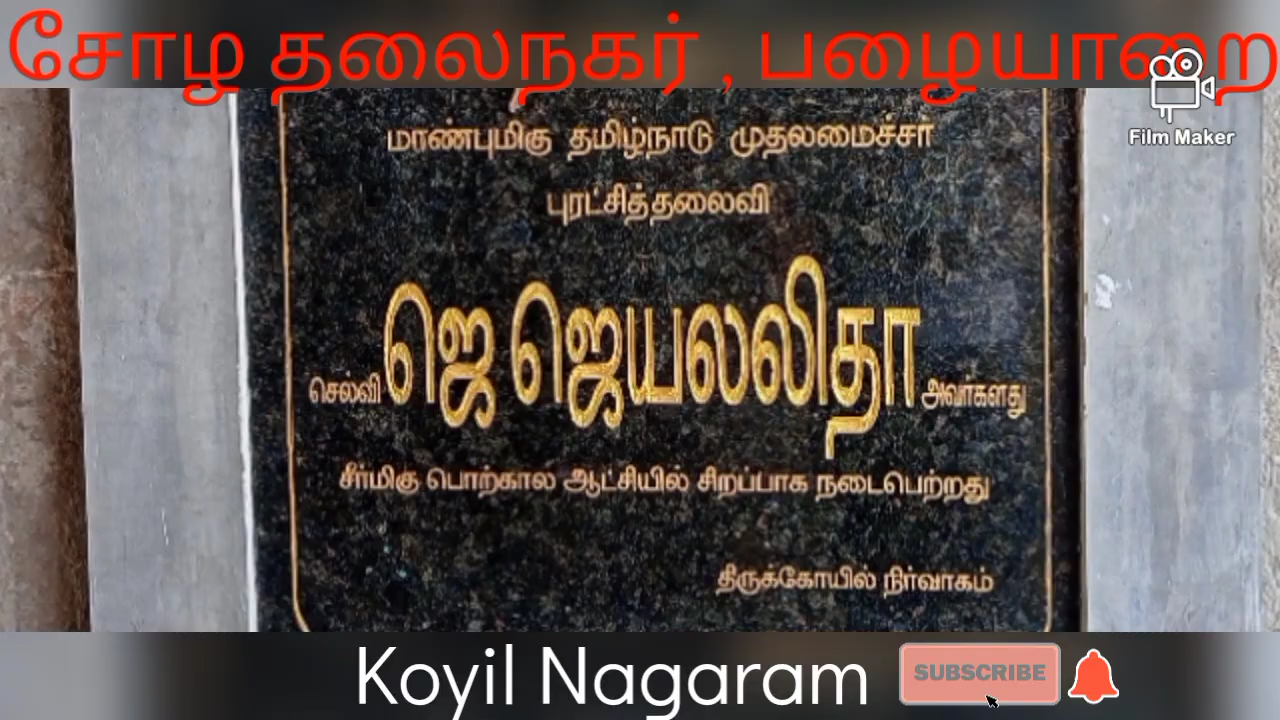 சோழ தலைநகர் , பழையாறை
Film Maker
மாண்புமிகு தமிழ்நாடு முதலமைச்சர்
புரட்சித்தலைவி
செல்வி ஜெ ஜெயலலிதா அவர்களது
சீர்மிகு பொற்கால ஆட்சியில் சிறப்பாக நடைபெற்றது
திருக்கோயில் நிர்வாகம்
Koyil Nagaram
SUBSCRIBE